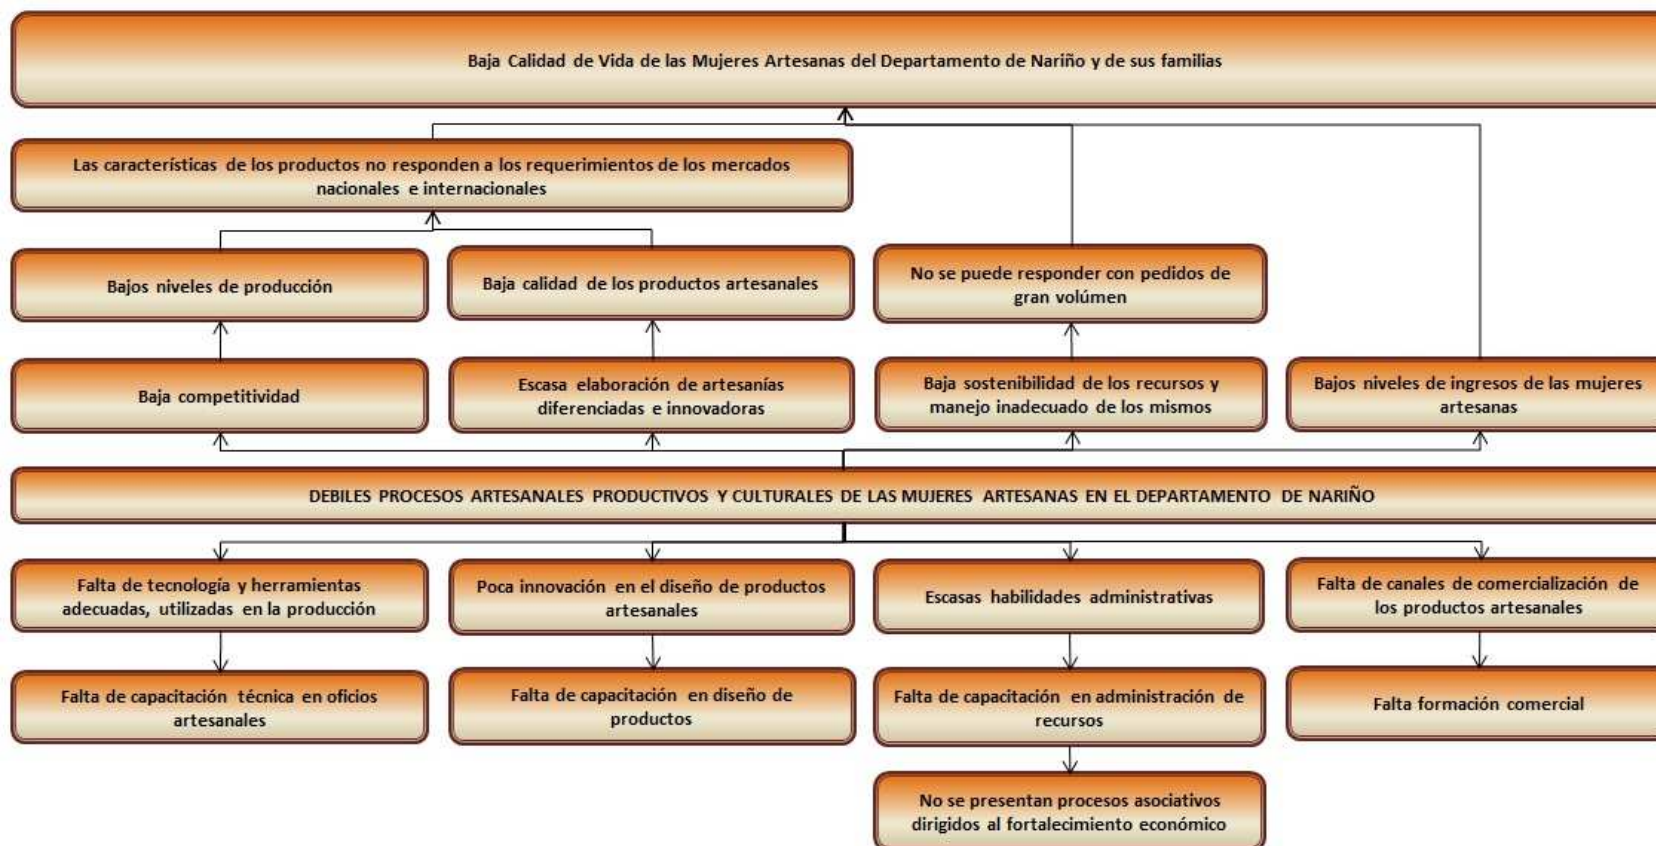 Baja Calidad de Vida de las Mujeres Artesanas del Departamento de Nariño y de sus familias
Las características de los productos no responden a los requerimientos de los mercados
nacionales e internacionales
Bajos niveles de producción
Baja calidad de los productos artesanales
No se puede responder con pedidos de
gran volúmen
Baja competitividad
Escasa elaboración de artesanías
diferenciadas e innovadoras
Baja sostenibilidad de los recursos y
manejo inadecuado de los mismos
Bajos niveles de ingresos de las mujeres
artesanas
DEBILES PROCESOS ARTESANALES PRODUCTIVOS Y CULTURALES DE LAS MUJERES ARTESANAS EN EL DEPARTAMENTO DE NARIÑO
Falta de tecnología y herramientas
adecuadas, utilizadas en la producción
Poca innovación en el diseño de productos
artesanales
Escasas habilidades administrativas
Falta de canales de comercialización de
los productos artesanales
Falta de capacitación técnica en oficios
artesanales
Falta de capacitación en diseño de
productos
Falta de capacitación en administración de
recursos
Falta formación comercial
No se presentan procesos asociativos
dirigidos al fortalecimiento económico